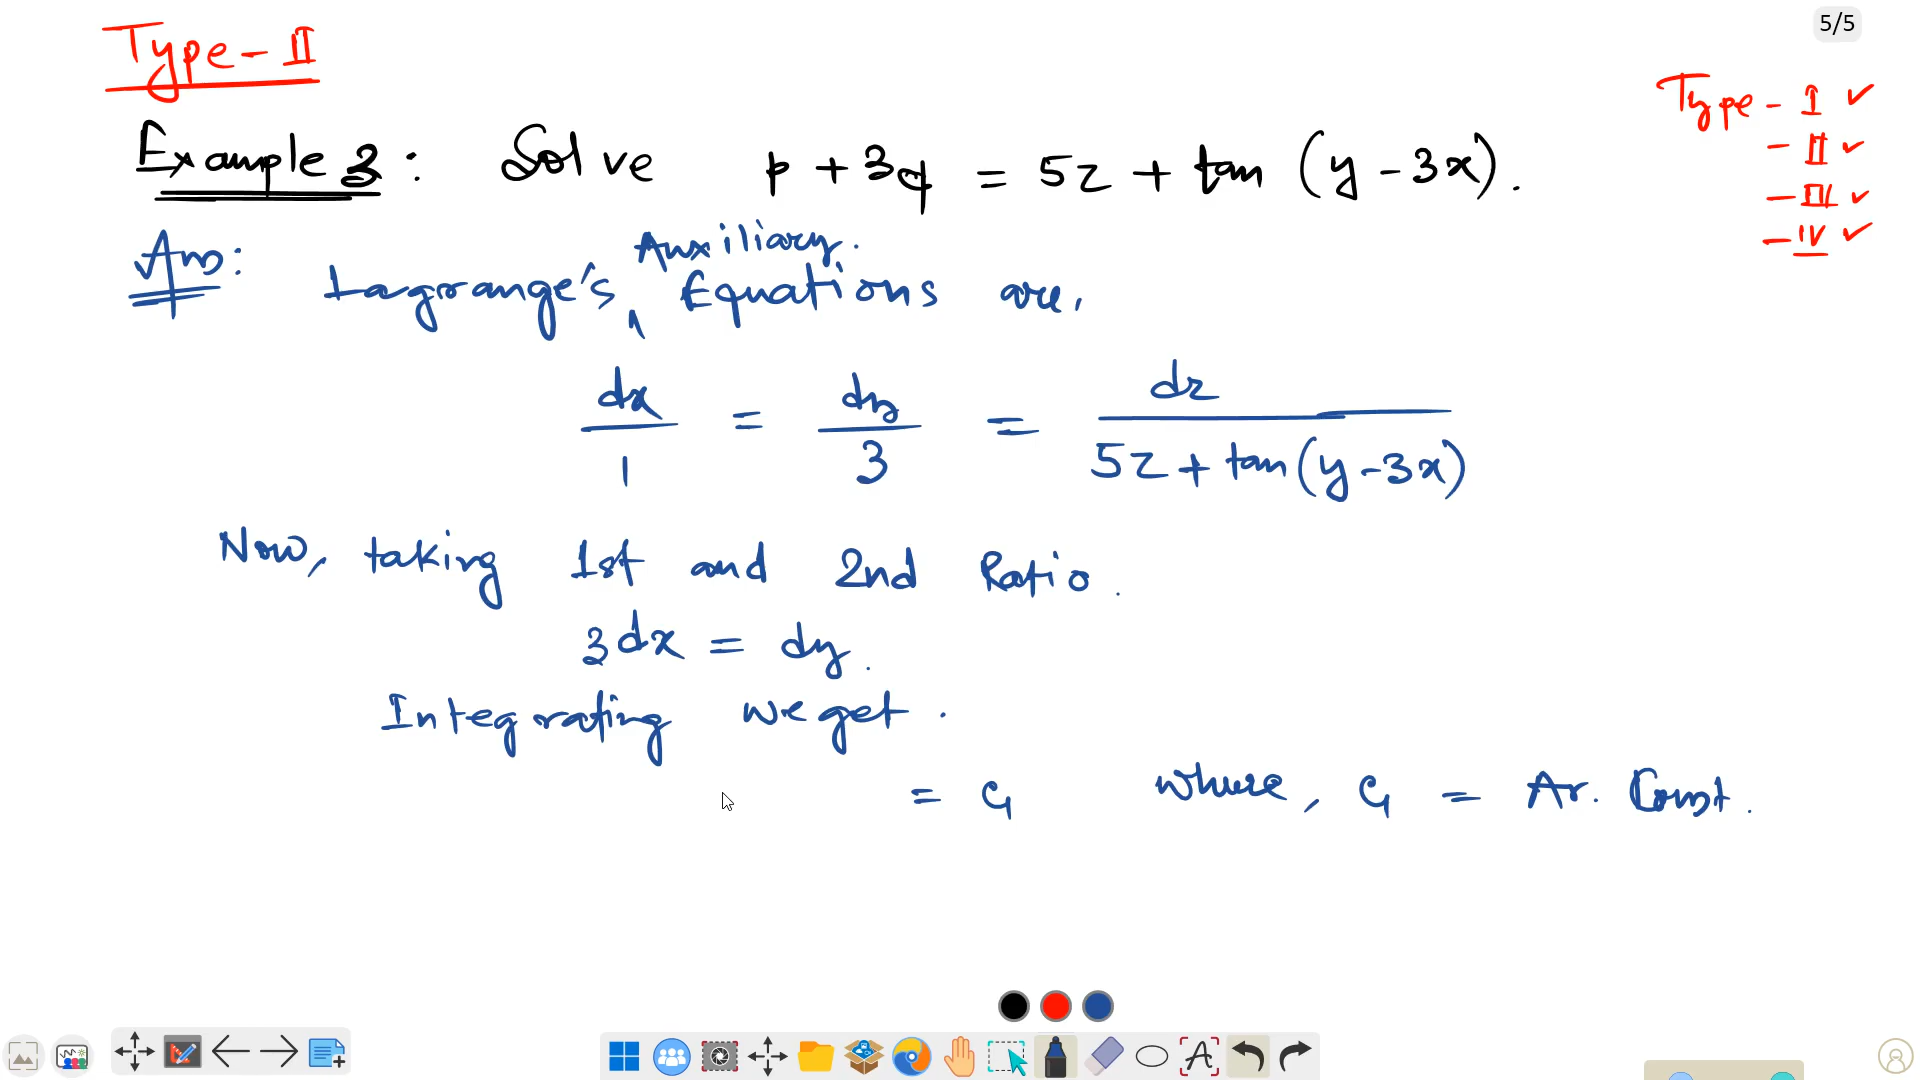 5/5
Type - II
Type - I ✓
- II ✓
- III ✓
- IV ✓
Example 3 : Solve p + 3q = 5z + tan (y - 3x).
Ans: Lagrange's Auxiliary Equations are,
dx/1 = dy/3 = dz/(5z + tan(y - 3x))
Now, taking 1st and 2nd Ratio.
3dx = dy.
Integrating we get.
= C₁ where, C₁ = Ar. Const.